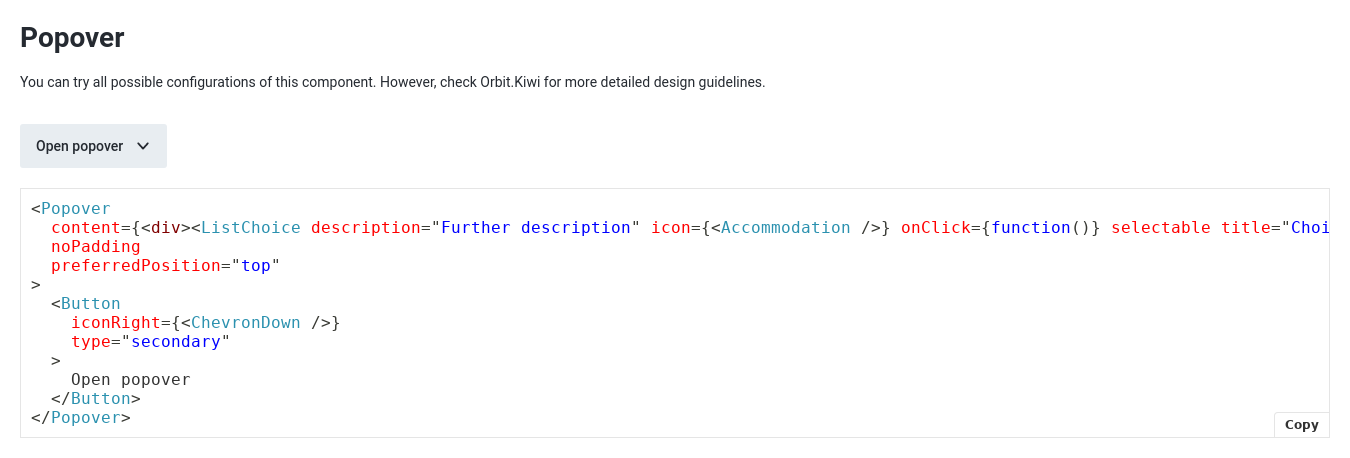 Popover
You can try all possible configurations of this component. However, check Orbit.Kiwi for more detailed design guidelines.
Open popover
<Popover
  content={<div><ListChoice description="Further description" icon={<Accommodation />} onClick={function()} selectable title="Choi
  noPadding
  preferredPosition="top"
>
  <Button
    iconRight={<ChevronDown />}
    type="secondary"
  >
    Open popover
  </Button>
</Popover>
Copy